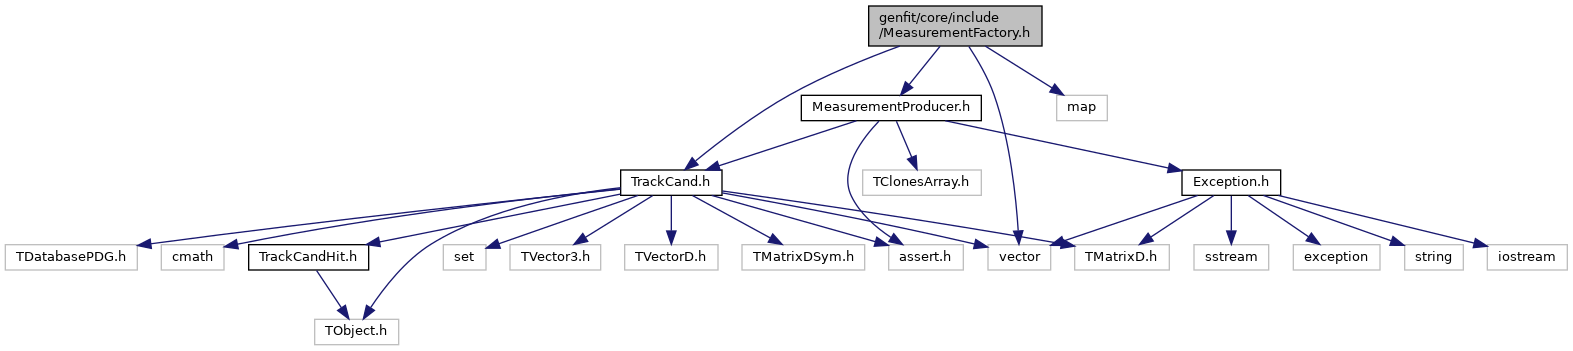 genfit/core/include
/MeasurementFactory.h
MeasurementProducer.h
map
TrackCand.h
TClonesArray.h
Exception.h
TDatabasePDG.h
cmath
TrackCandHit.h
set
TVector3.h
TVectorD.h
TMatrixDSym.h
assert.h
vector
TMatrixD.h
sstream
exception
string
iostream
TObject.h